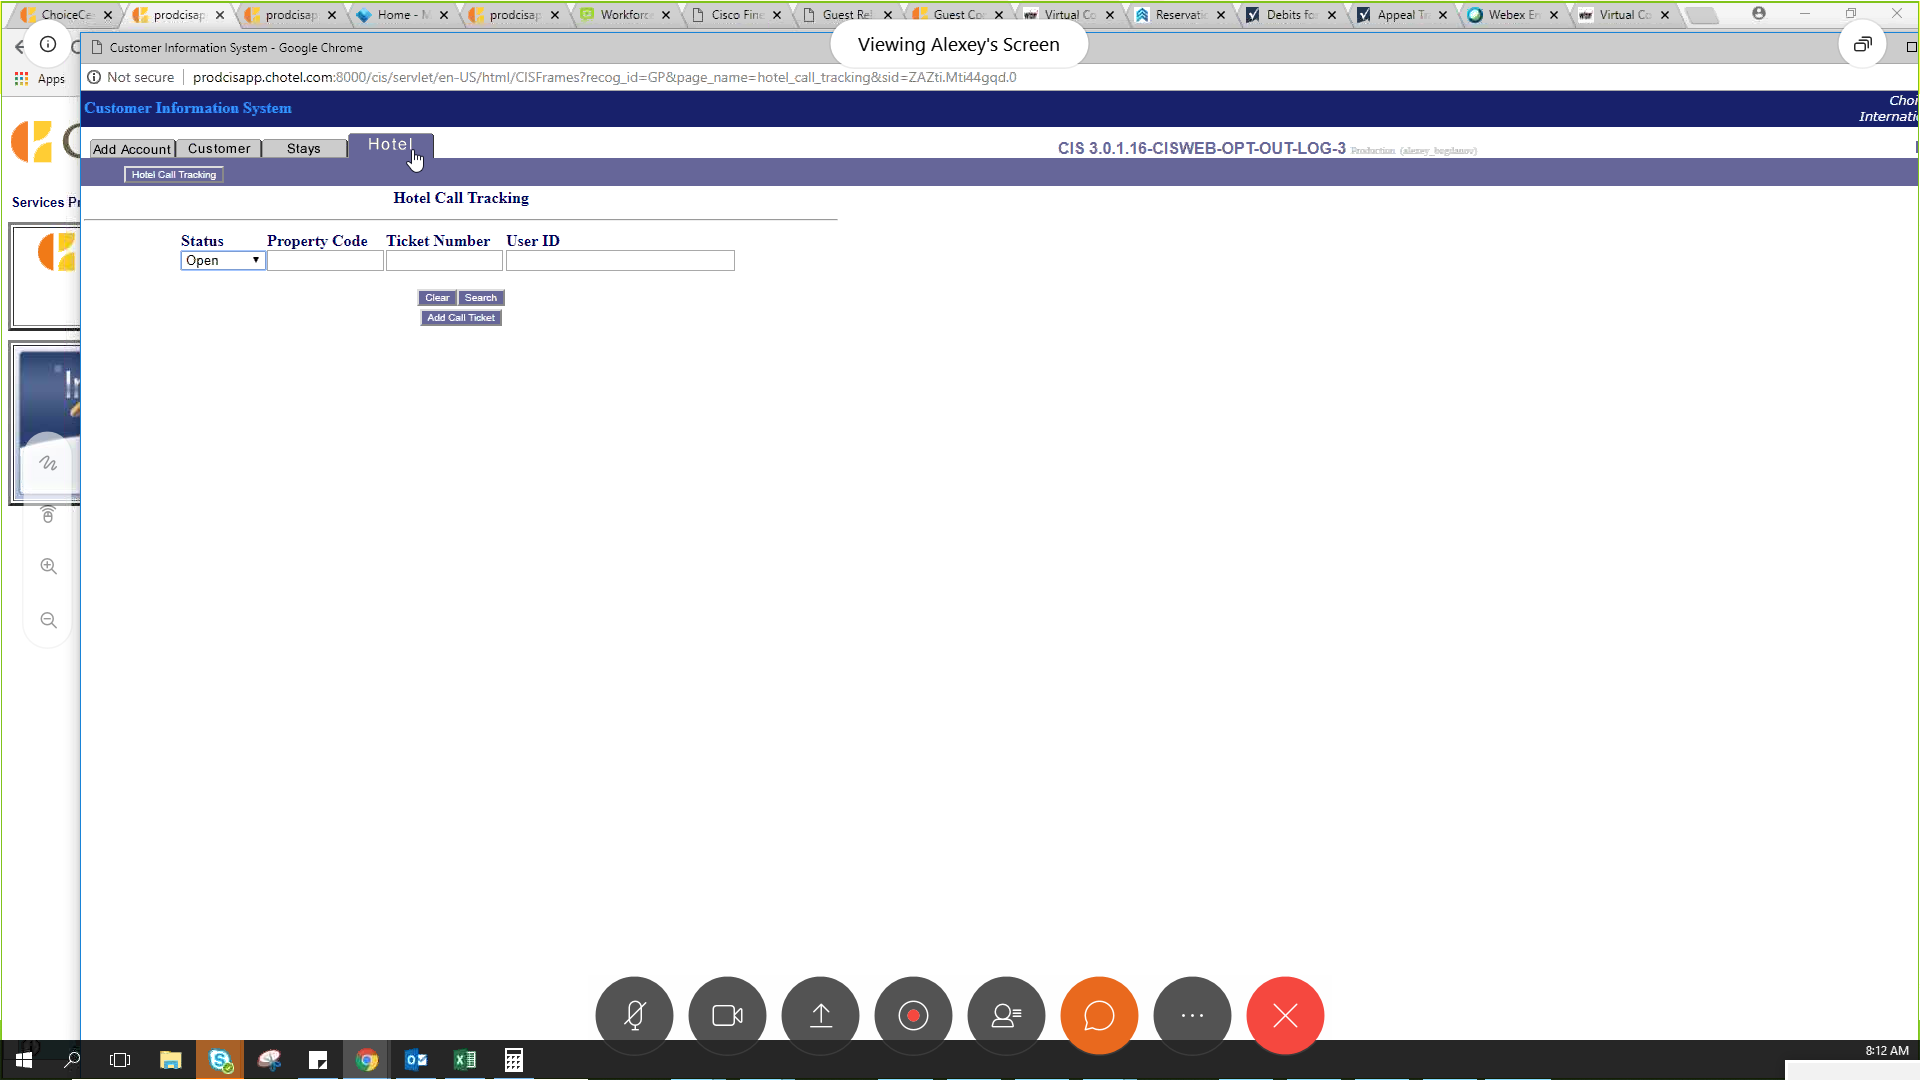 ChoiceCe prodcisap prodcisap Home - M prodcisap Workforc Cisco Fine Guest Rel Guest Co Virtual Co Reservatio Debits fo Appeal Tr Webex En Virtual Co
Viewing Alexey's Screen
Customer Information System - Google Chrome
Apps
Not secure prodcisapp.chotel.com:8000/cis/servlet/en-US/html/CISFrames?recog_id=GP&page_name=hotel_call_tracking&sid=ZAZti.Mti44gqd.0
Customer Information System
Choi
Internatio
Add Account Customer Stays Hotel
CIS 3.0.1.16-CISWEB-OPT-OUT-LOG-3 Production (alexey_bogdanov)
Hotel Call Tracking
Services Pr
Hotel Call Tracking
Status Property Code Ticket Number User ID
Open
Clear Search
Add Call Ticket
8:12 AM